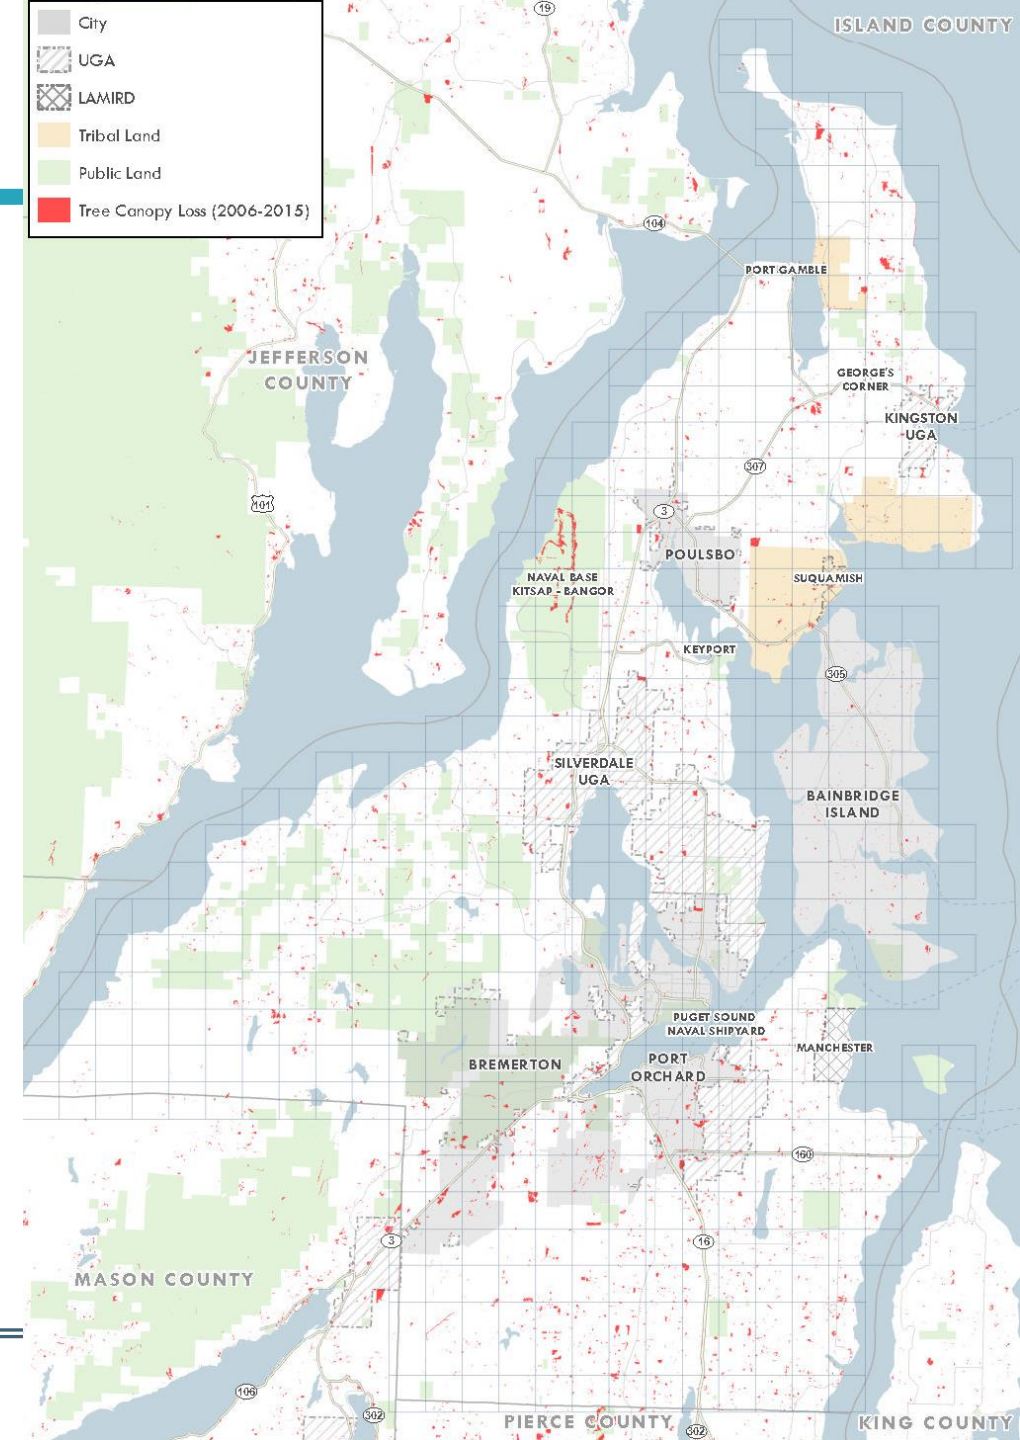 City
UGA
LAMIRD
Tribal Land
Public Land
Tree Canopy Loss (2006-2015)
19
ISLAND COUNTY
104
PORT GAMBLE
JEFFERSON
COUNTY
GEORGE'S
CORNER
KINGSTON
UGA
307
101
3
POULSBO
NAVAL BASE
KITSAP - BANGOR
SUQUAMISH
KEYPORT
305
SILVERDALE
UGA
BAINBRIDGE
ISLAND
PUGET SOUND
NAVAL SHIPYARD
MANCHESTER
BREMERTON
PORT
ORCHARD
160
3
16
MASON COUNTY
106
302
PIERCE COUNTY
302
KING COUNTY